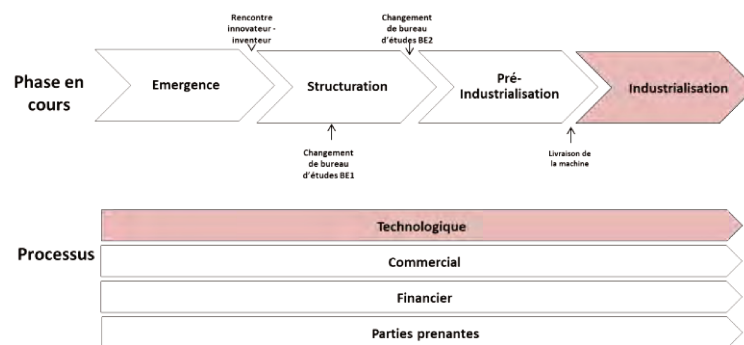 Rencontre
innovateur -
inventeur
Changement
de bureau
d'études BE2
Phase en
cours
Emergence
Structuration
Pré-
Industrialisation
Industrialisation
Changement
de bureau
d'études BE1
Livraison de
la machine
Processus
Technologique
Commercial
Financier
Parties prenantes